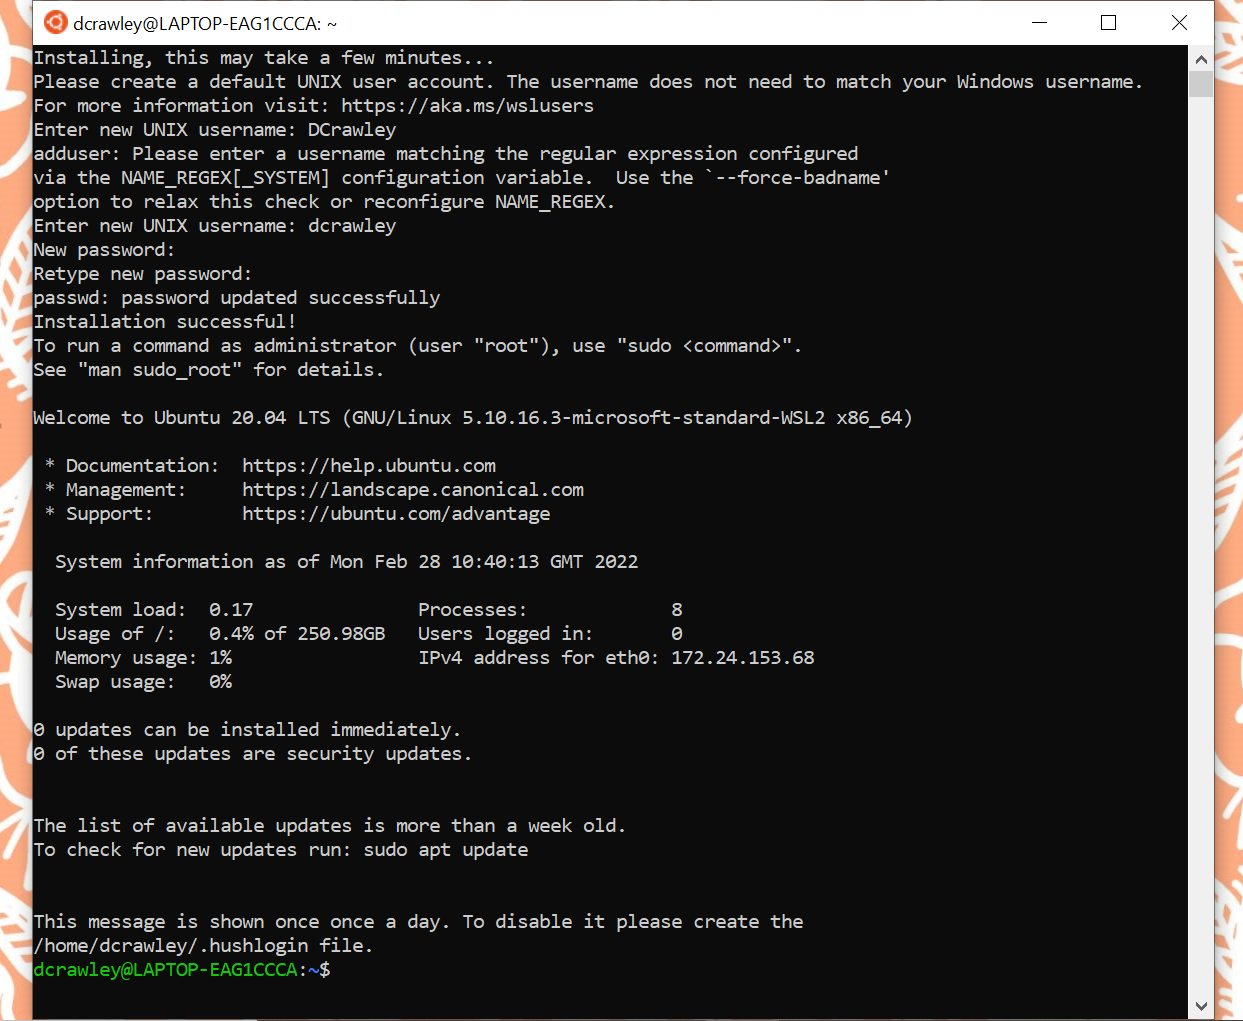 dcrawley@LAPTOP-EAG1CCCA: ~
Installing, this may take a few minutes...
Please create a default UNIX user account. The username does not need to match your Windows username.
For more information visit: https://aka.ms/wslusers
Enter new UNIX username: DCrawley
adduser: Please enter a username matching the regular expression configured
via the NAME_REGEX[_SYSTEM] configuration variable.  Use the `--force-badname'
option to relax this check or reconfigure NAME_REGEX.
Enter new UNIX username: dcrawley
New password:
Retype new password:
passwd: password updated successfully
Installation successful!
To run a command as administrator (user "root"), use "sudo <command>".
See "man sudo_root" for details.

Welcome to Ubuntu 20.04 LTS (GNU/Linux 5.10.16.3-microsoft-standard-WSL2 x86_64)

 * Documentation:  https://help.ubuntu.com
 * Management:     https://landscape.canonical.com
 * Support:        https://ubuntu.com/advantage

  System information as of Mon Feb 28 10:40:13 GMT 2022

  System load:  0.17               Processes:             8
  Usage of /:   0.4% of 250.98GB   Users logged in:       0
  Memory usage: 1%                 IPv4 address for eth0: 172.24.153.68
  Swap usage:   0%

0 updates can be installed immediately.
0 of these updates are security updates.

The list of available updates is more than a week old.
To check for new updates run: sudo apt update

This message is shown once once a day. To disable it please create the
/home/dcrawley/.hushlogin file.
dcrawley@LAPTOP-EAG1CCCA:~$